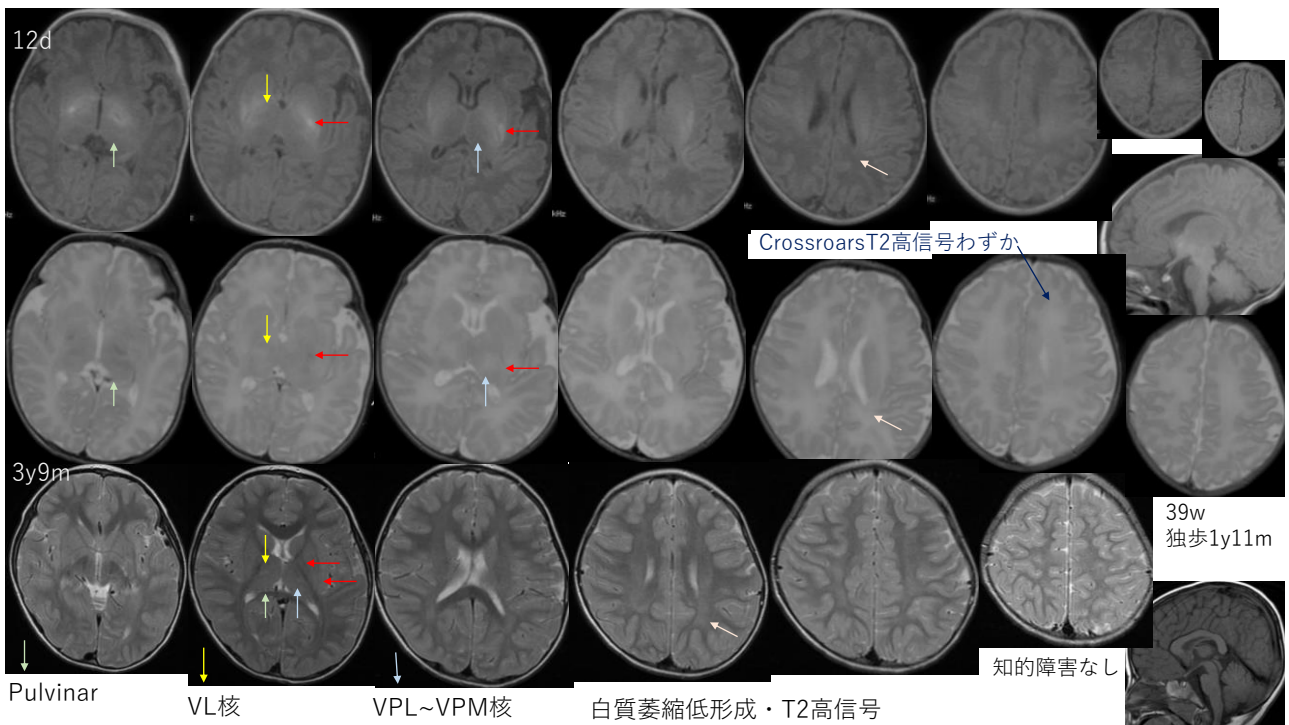 12d
CrossroarsT2高信号わずか
3y9m
39w
独歩1y11m
知的障害なし
Pulvinar
VL核
VPL~VPM核
白質萎縮低形成・T2高信号